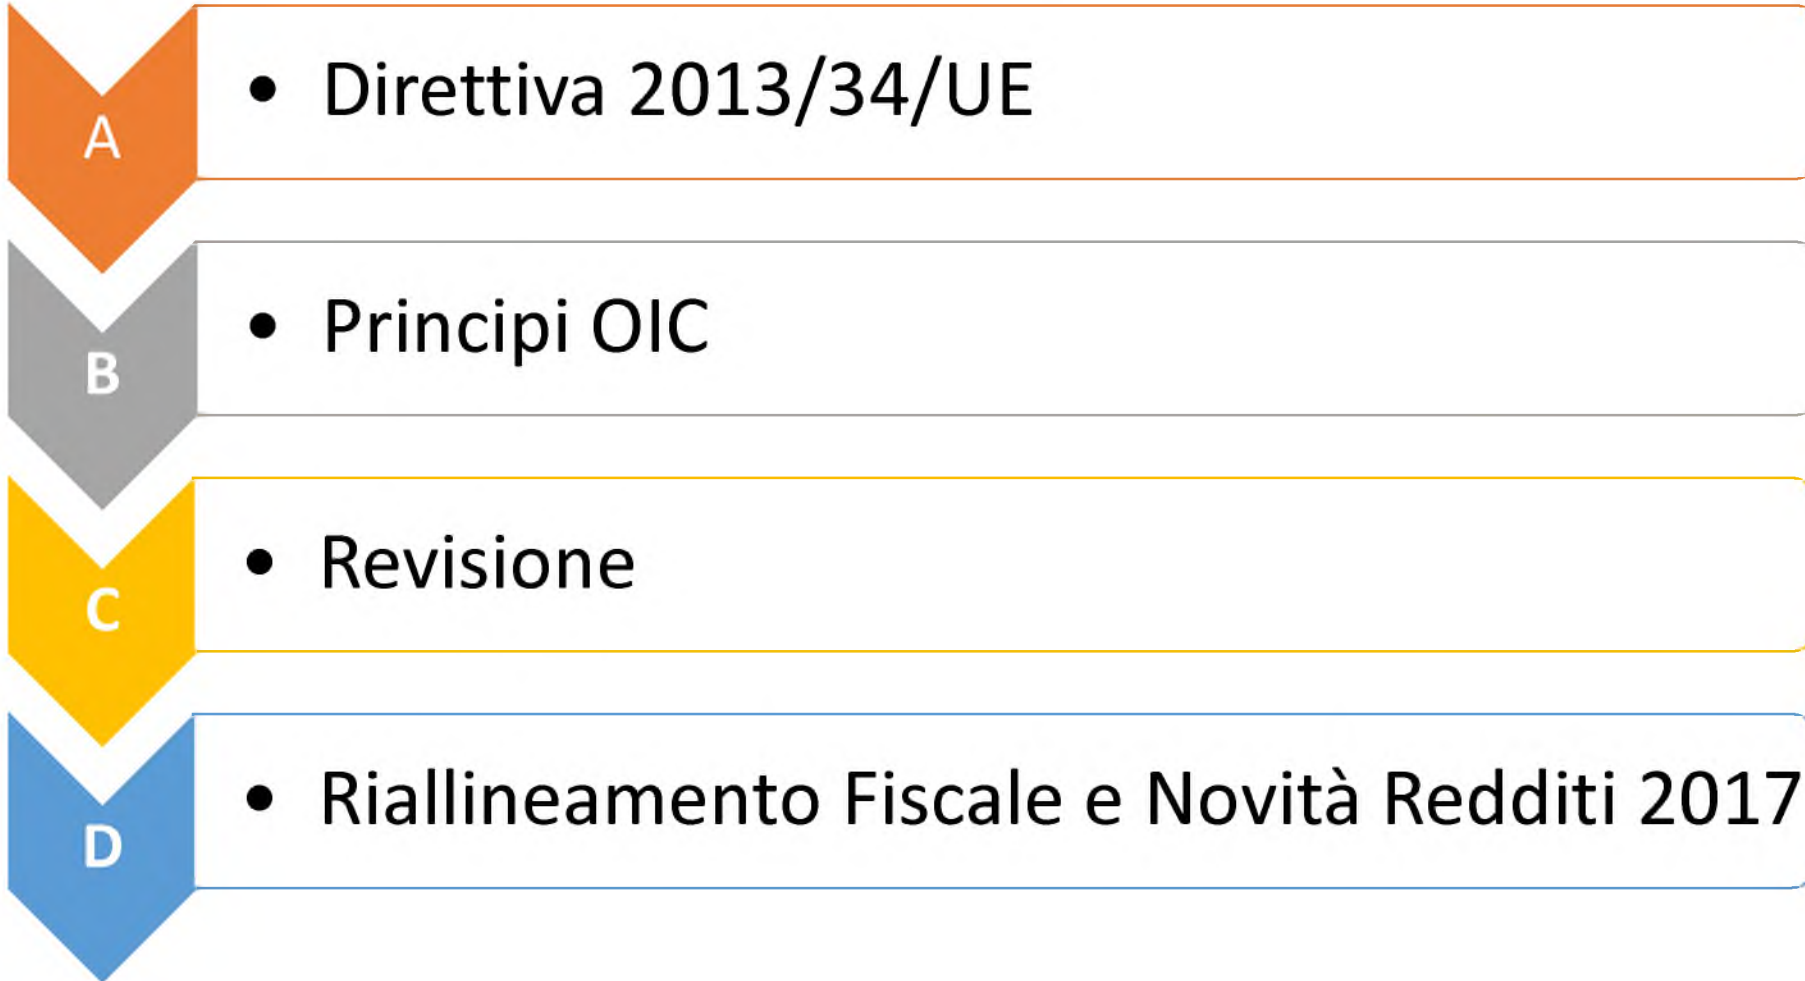 A
• Direttiva 2013/34/UE
B
• Principi OIC
C
• Revisione
D
• Riallineamento Fiscale e Novità Redditi 2017